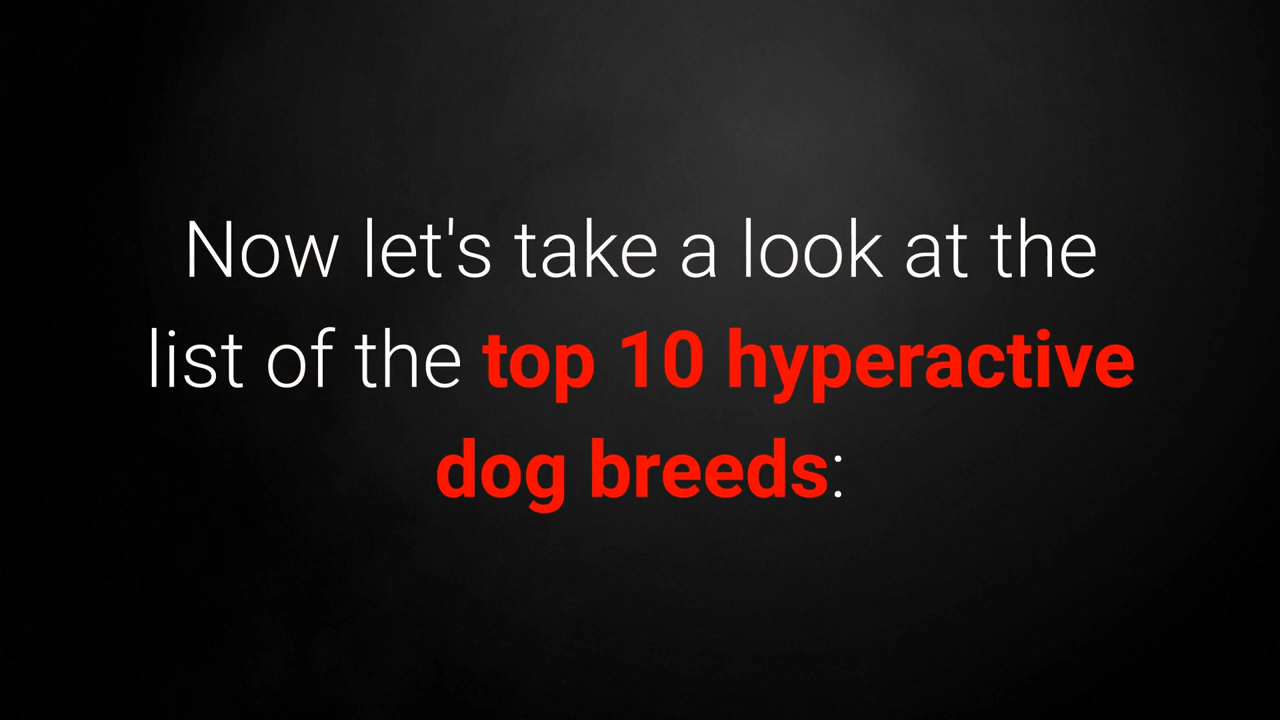 Now let's take a look at the
list of the top 10 hyperactive
dog breeds: